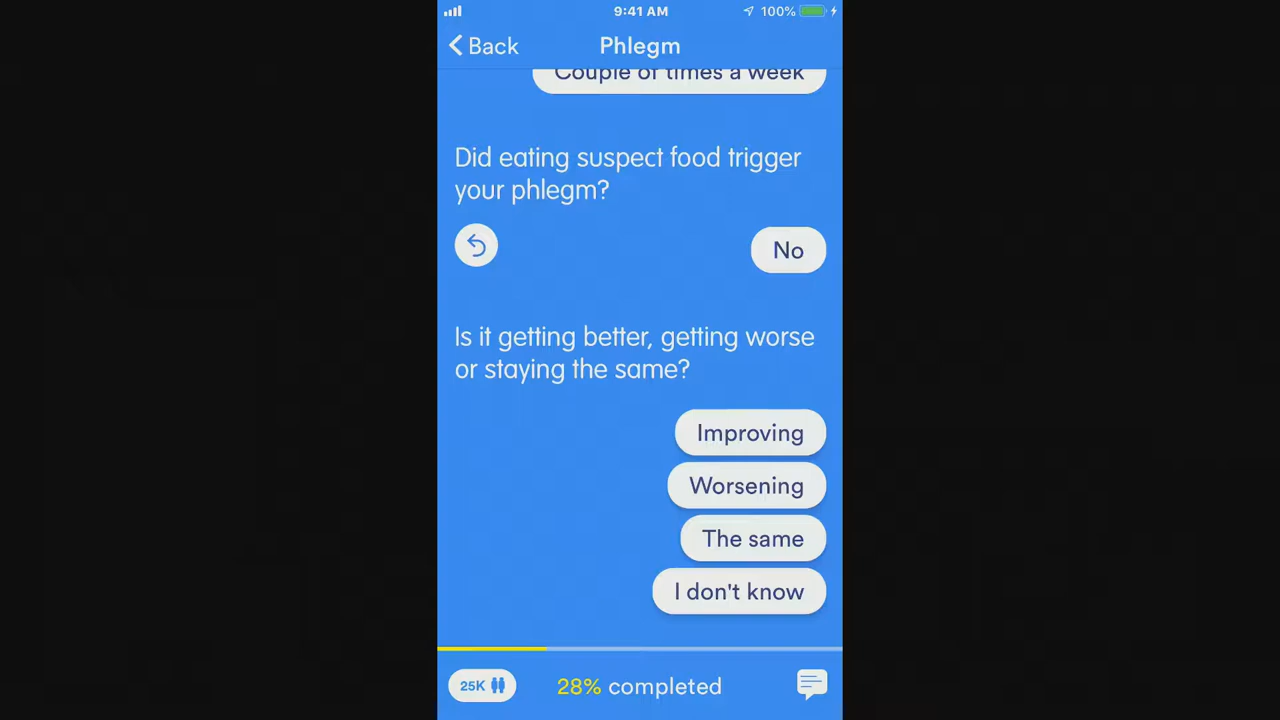 9:41 AM
100%
Back
Phlegm
Couple of times a week
Did eating suspect food trigger
your phlegm?
No
Is it getting better, getting worse
or staying the same?
Improving
Worsening
The same
I don't know
25K
28% completed